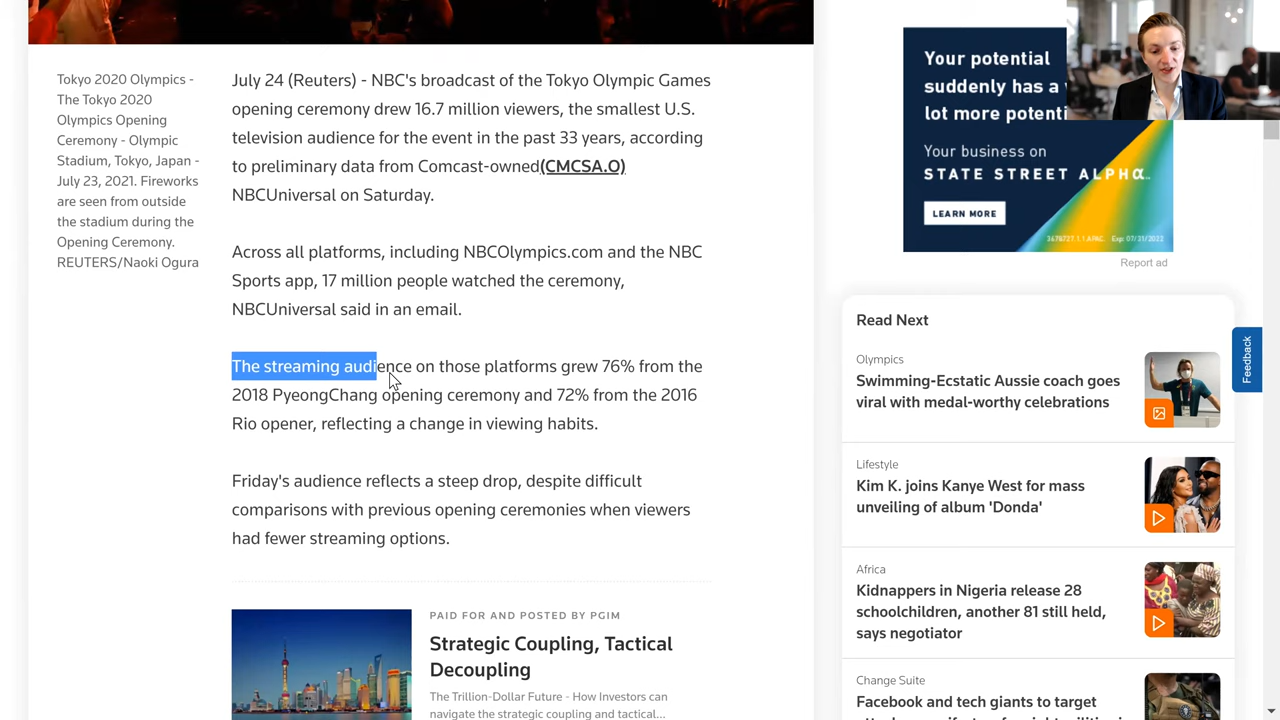 Tokyo 2020 Olympics -
The Tokyo 2020
Olympics Opening
Ceremony - Olympic
Stadium, Tokyo, Japan -
July 23, 2021. Fireworks
are seen from outside
the stadium during the
Opening Ceremony.
REUTERS/Naoki Ogura
July 24 (Reuters) - NBC's broadcast of the Tokyo Olympic Games
opening ceremony drew 16.7 million viewers, the smallest U.S.
television audience for the event in the past 33 years, according
to preliminary data from Comcast-owned(CMCSA.O)
NBCUniversal on Saturday.
Across all platforms, including NBCOlympics.com and the NBC
Sports app, 17 million people watched the ceremony,
NBCUniversal said in an email.
The streaming audience on those platforms grew 76% from the
2018 PyeongChang opening ceremony and 72% from the 2016
Rio opener, reflecting a change in viewing habits.
Friday's audience reflects a steep drop, despite difficult
comparisons with previous opening ceremonies when viewers
had fewer streaming options.
PAID FOR AND POSTED BY PGIM
Strategic Coupling, Tactical
Decoupling
The Trillion-Dollar Future - How Investors can
navigate the strategic coupling and tactical...
Your potential
suddenly has a
lot more potenti
Your business on
STATE STREET ALPHα
LEARN MORE
3678727.1.1.APAC. Exp: 07/31/2022
Report ad
Read Next
Olympics
Swimming-Ecstatic Aussie coach goes
viral with medal-worthy celebrations
Lifestyle
Kim K. joins Kanye West for mass
unveiling of album 'Donda'
Africa
Kidnappers in Nigeria release 28
schoolchildren, another 81 still held,
says negotiator
Change Suite
Facebook and tech giants to target
Feedback